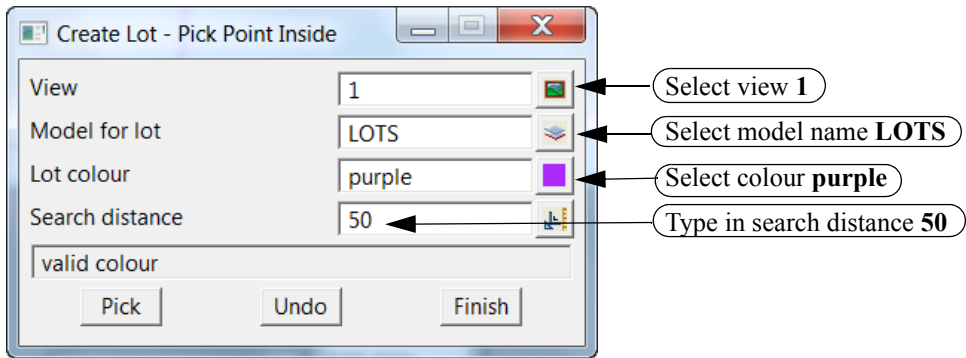 Create Lot - Pick Point Inside
View 1 Select view 1
Model for lot LOTS Select model name LOTS
Lot colour purple Select colour purple
Search distance 50 Type in search distance 50
valid colour
Pick Undo Finish